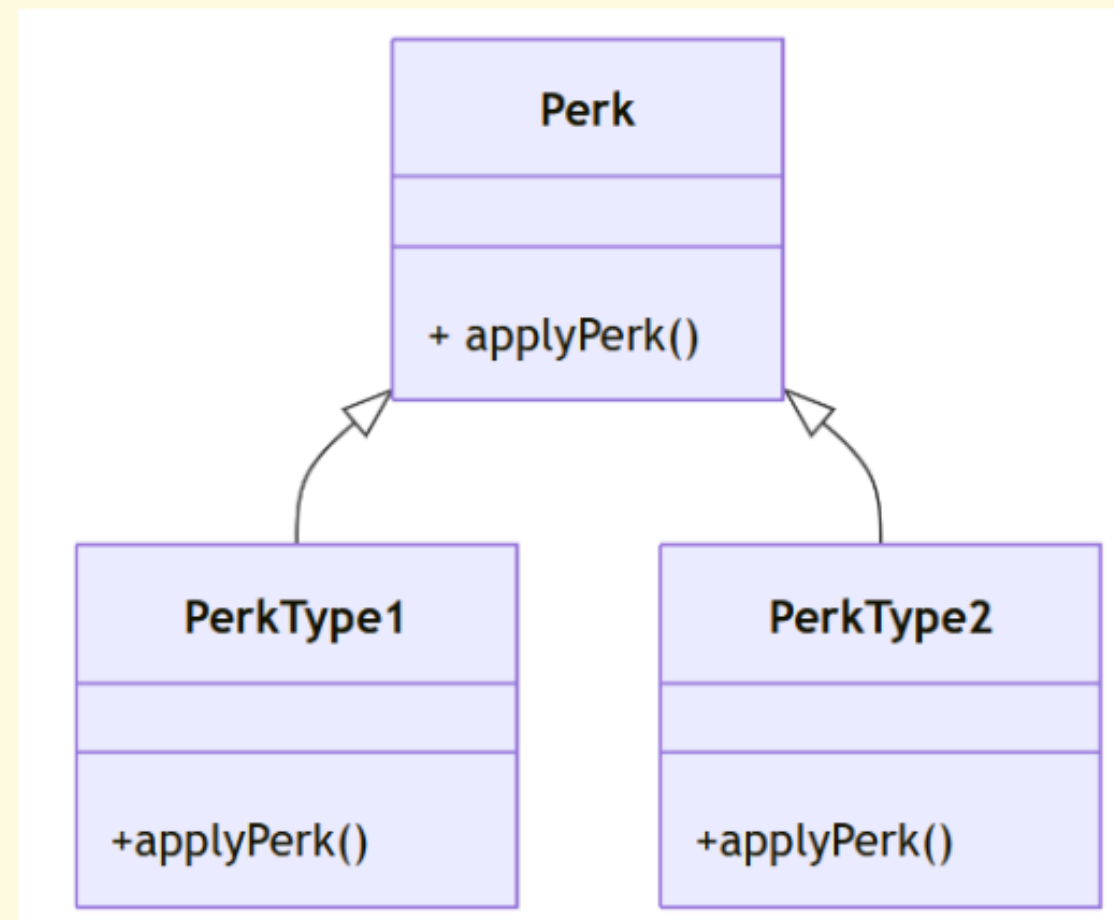 Perk
+ applyPerk()
PerkType1
+applyPerk()
PerkType2
+applyPerk()